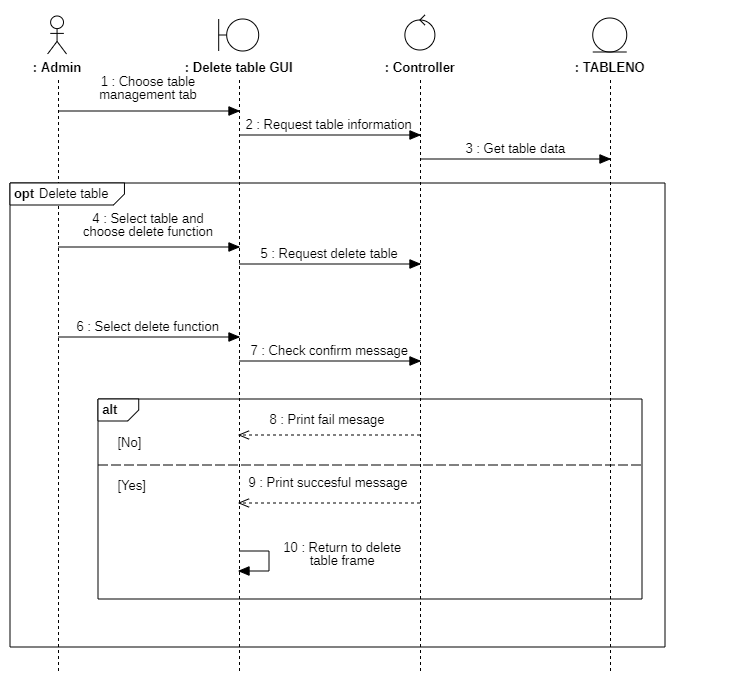 : Admin
: Delete table GUI
: Controller
: TABLENO
1 : Choose table
management tab
2 : Request table information
3 : Get table data
opt Delete table
4 : Select table and
choose delete function
5 : Request delete table
6 : Select delete function
7 : Check confirm message
alt
8 : Print fail mesage
[No]
9 : Print succesful message
[Yes]
10 : Return to delete
table frame